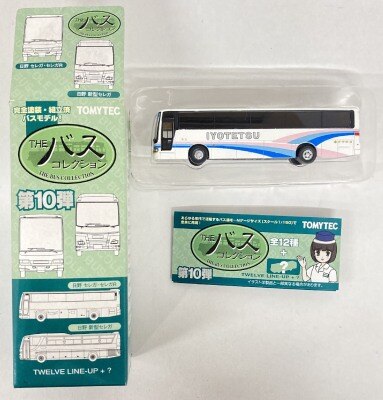 日野 セレガ・セレガR
日野 新型セレガ
完全塗装・組立済
バスモデル!
TOMYTEC
THE バス
コレクション
THE BUS COLLECTION
第10弾
日野 セレガ・セレガR
日野 新型セレガ
TWELVE LINE-UP + ?
IYOTETSU
TOMYTEC
THE バス
コレクション
THE BUS COLLECTION
全12種
+
?
第10弾
TWELVE LINE-UP + ?